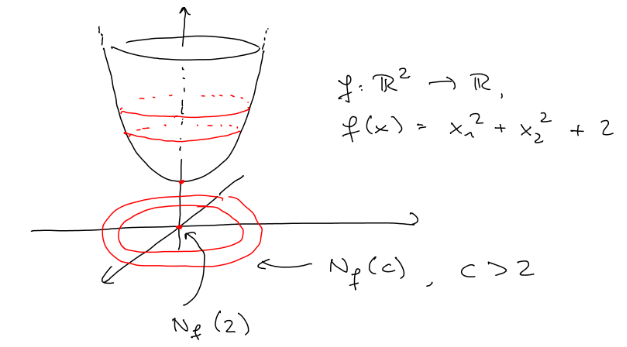 f: ℝ² → ℝ,
f(x) = x₁² + x₂² + 2
N_f(c), c > 2
N_f(2)